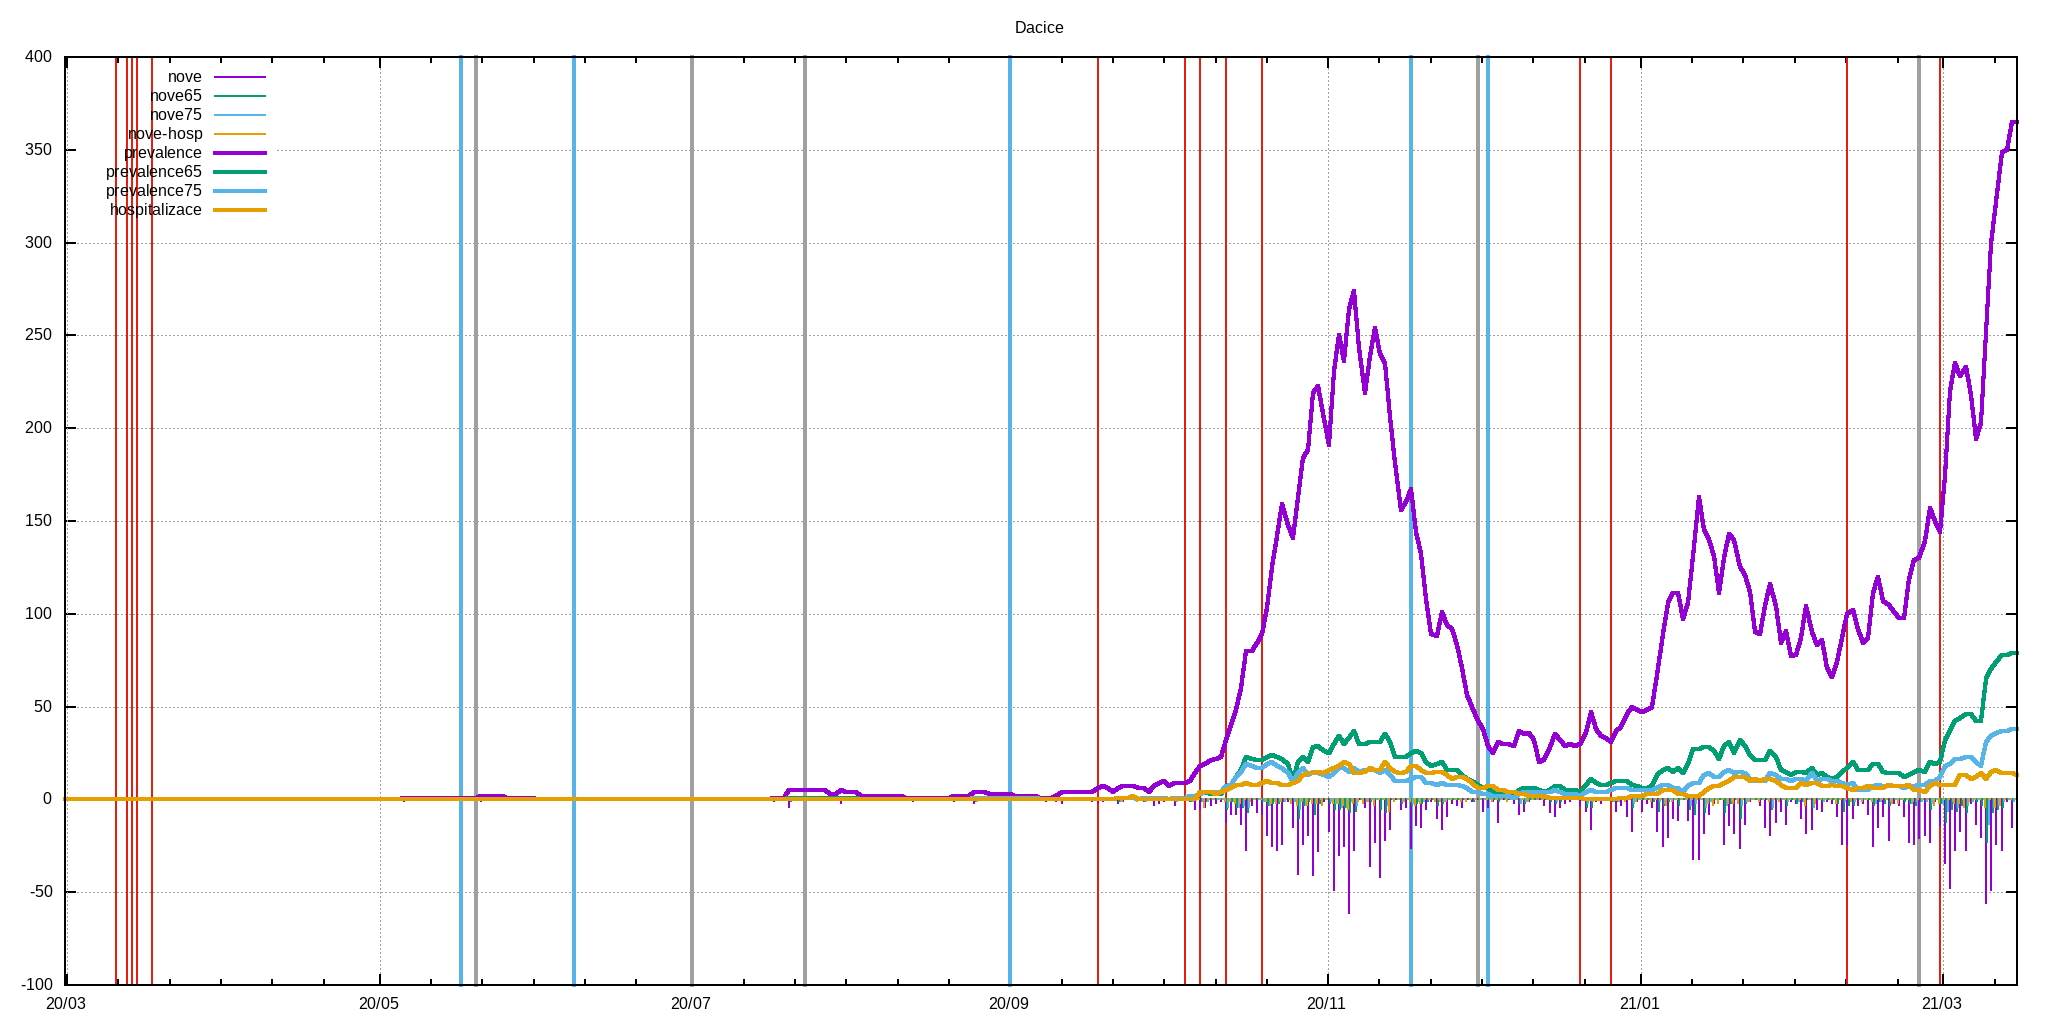 Dacice
400
350
300
250
200
150
100
50
0
-50
-100
nove
nove65
nove75
nove-hosp
prevalence
prevalence65
prevalence75
hospitalizace
20/03 20/05 20/07 20/09 20/11 21/01 21/03